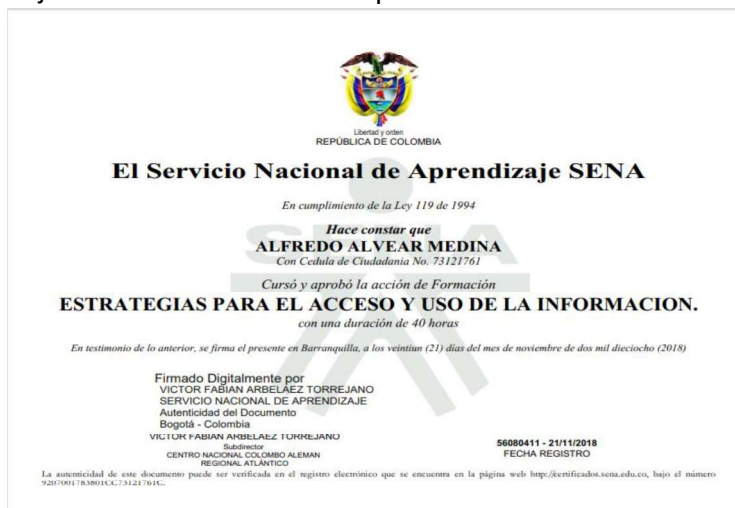 Libertad y orden
REPÚBLICA DE COLOMBIA
El Servicio Nacional de Aprendizaje SENA
En cumplimiento de la Ley 119 de 1994
Hace constar que
ALFREDO ALVEAR MEDINA
Con Cedula de Ciudadania No. 73121761
Cursó y aprobó la acción de Formación
ESTRATEGIAS PARA EL ACCESO Y USO DE LA INFORMACION.
con una duración de 40 horas
En testimonio de lo anterior, se firma el presente en Barranquilla, a los veintiun (21) dias del mes de noviembre de dos mil dieciocho (2018)
Firmado Digitalmente por
VICTOR FABIAN ARBELAEZ TORREJANO
SERVICIO NACIONAL DE APRENDIZAJE
Autenticidad del Documento
Bogotá - Colombia
VICTOR FABIAN ARBELAEZ TORREJANO
Subdirector
CENTRO NACIONAL COLOMBO ALEMAN
REGIONAL ATLÁNTICO
56080411 - 21/11/2018
FECHA REGISTRO
La autenticidad de este documento puede ser verificada en el registro electrónico que se encuentra en la página web http://certificados.sena.edu.co, bajo el número
9207001783801CC73121761C.